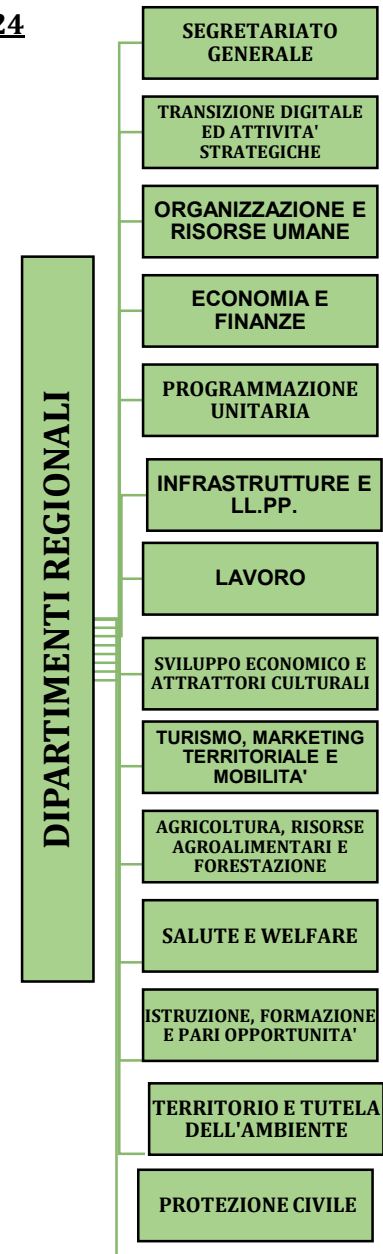 24
DIPARTIMENTI REGIONALI
SEGRETARIATO
GENERALE
TRANSIZIONE DIGITALE
ED ATTIVITA'
STRATEGICHE
ORGANIZZAZIONE E
RISORSE UMANE
ECONOMIA E
FINANZE
PROGRAMMAZIONE
UNITARIA
INFRASTRUTTURE E
LL.PP.
LAVORO
SVILUPPO ECONOMICO E
ATTRATTORI CULTURALI
TURISMO, MARKETING
TERRITORIALE E
MOBILITA'
AGRICOLTURA, RISORSE
AGROALIMENTARI E
FORESTAZIONE
SALUTE E WELFARE
ISTRUZIONE, FORMAZIONE
E PARI OPPORTUNITA'
TERRITORIO E TUTELA
DELL'AMBIENTE
PROTEZIONE CIVILE